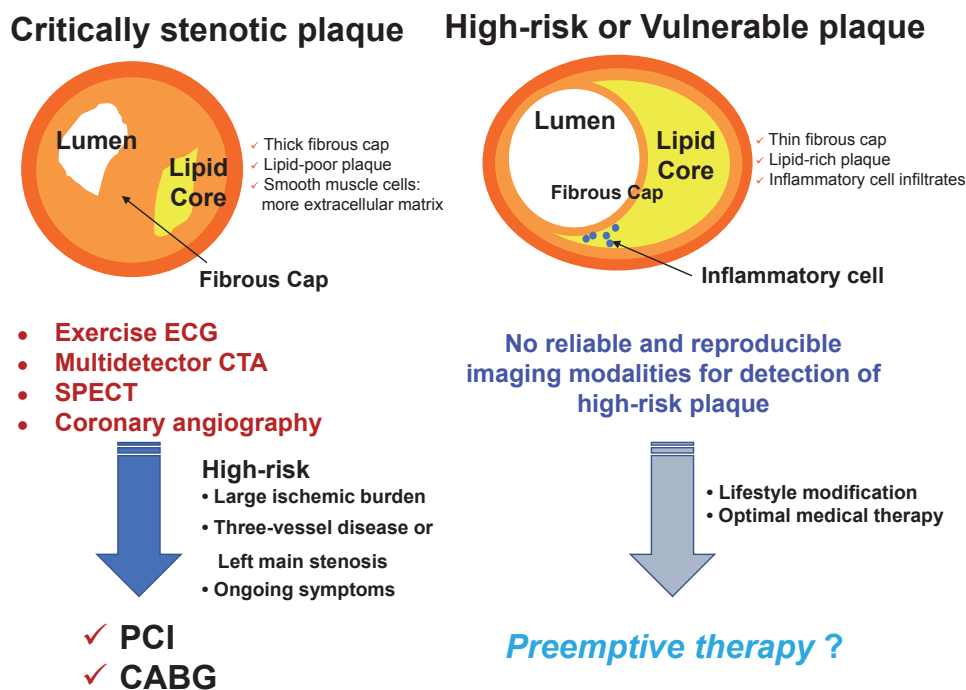 Critically stenotic plaque
Lumen
Lipid
Core
✓ Thick fibrous cap
✓ Lipid-poor plaque
✓ Smooth muscle cells:
more extracellular matrix
Fibrous Cap
• Exercise ECG
• Multidetector CTA
• SPECT
• Coronary angiography
High-risk
• Large ischemic burden
• Three-vessel disease or
Left main stenosis
• Ongoing symptoms
✓ PCI
✓ CABG
High-risk or Vulnerable plaque
Lumen
Lipid
Core
Fibrous Cap
✓ Thin fibrous cap
✓ Lipid-rich plaque
✓ Inflammatory cell infiltrates
Inflammatory cell
No reliable and reproducible
imaging modalities for detection of
high-risk plaque
• Lifestyle modification
• Optimal medical therapy
Preemptive therapy ?